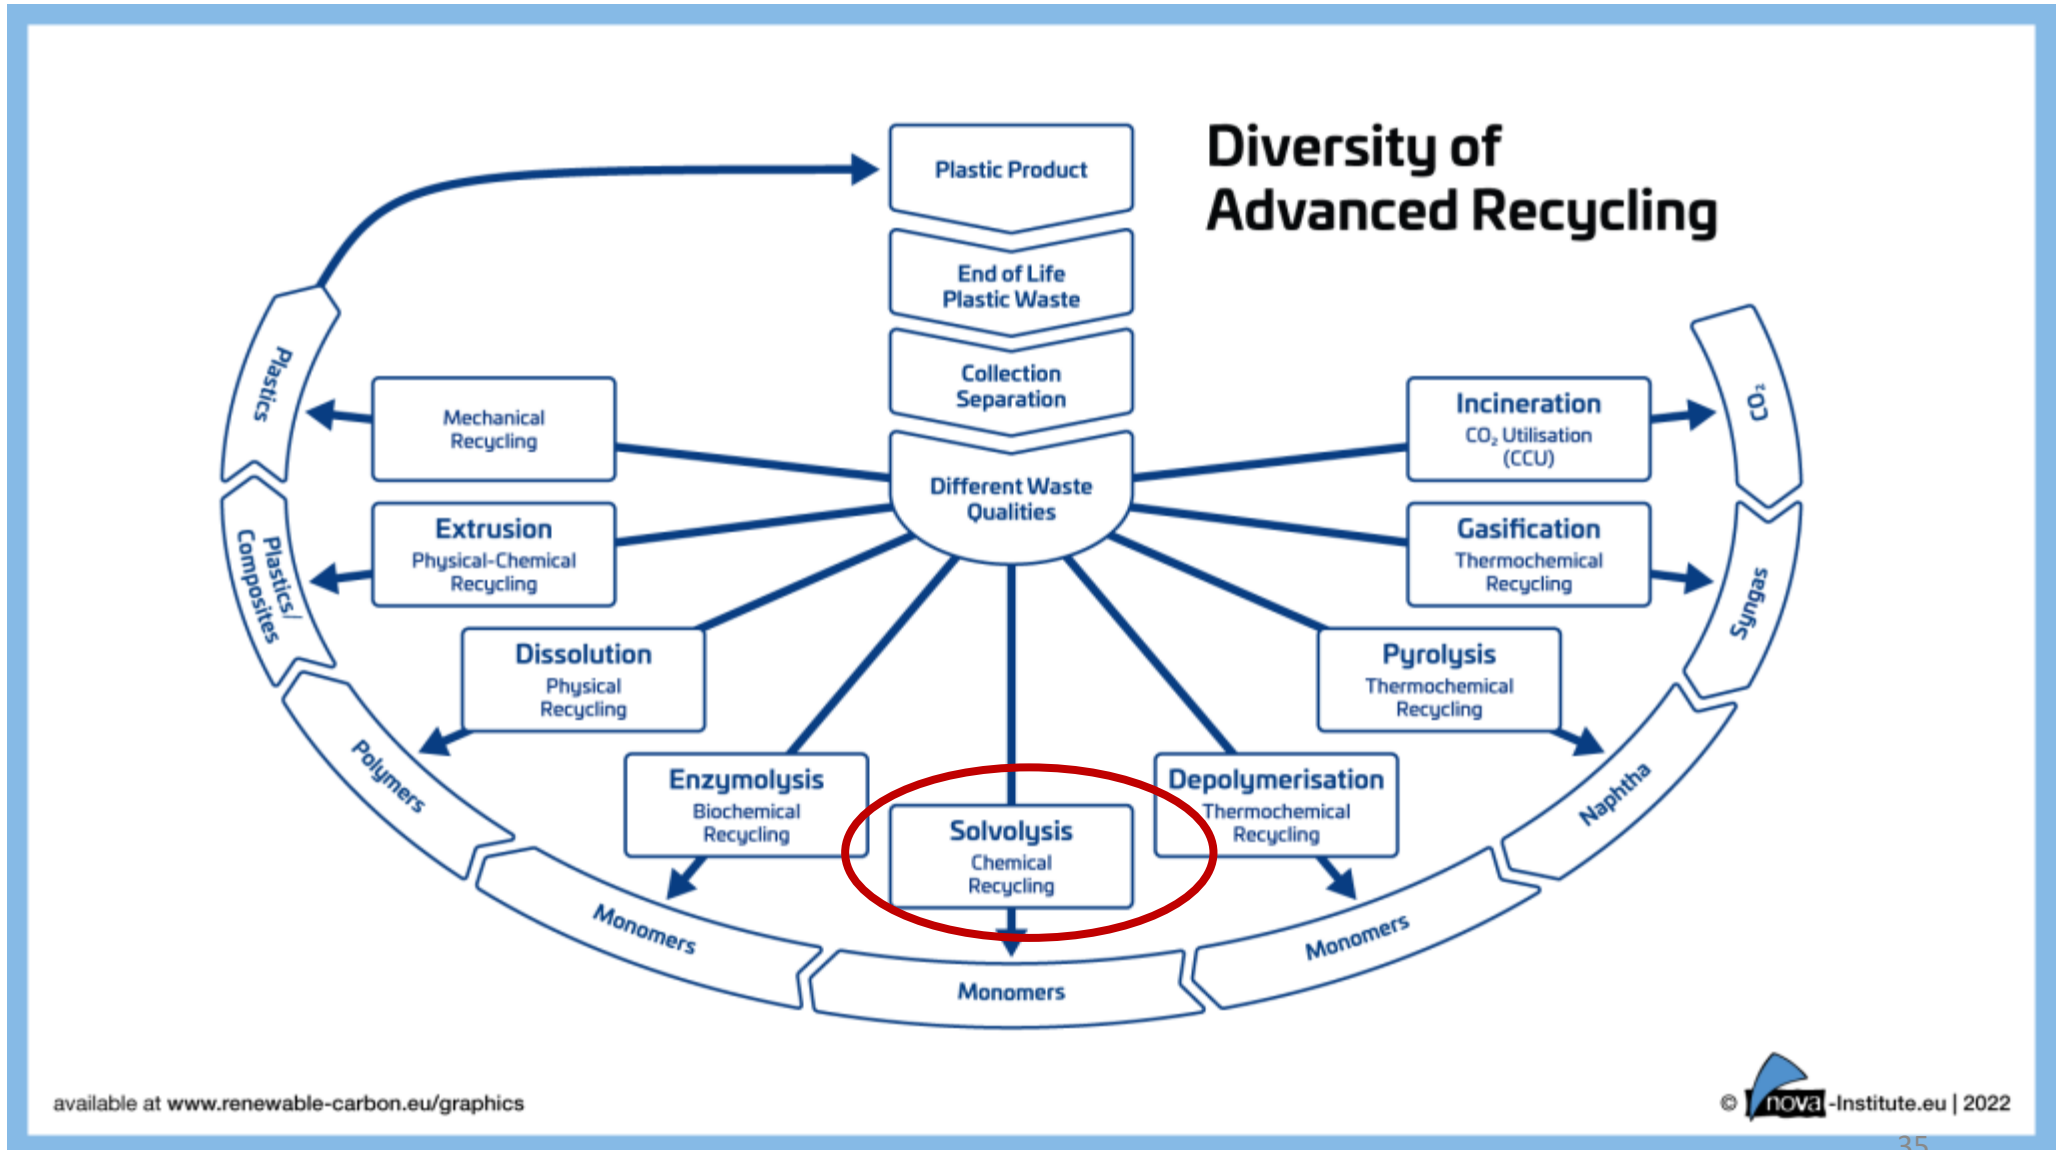 Diversity of
Advanced Recycling
Plastic Product
End of Life
Plastic Waste
Collection
Separation
Different Waste
Qualities
Mechanical
Recycling
Extrusion
Physical-Chemical
Recycling
Dissolution
Physical
Recycling
Enzymolysis
Biochemical
Recycling
Solvolysis
Chemical
Recycling
Depolymerisation
Thermochemical
Recycling
Pyrolysis
Thermochemical
Recycling
Gasification
Thermochemical
Recycling
Incineration
CO₂ Utilisation
(CCU)
Plastics
Plastics/
Composites
Polymers
Monomers
Monomers
Monomers
Naphtha
Syngas
CO₂
available at www.renewable-carbon.eu/graphics
© nova-Institute.eu | 2022
35